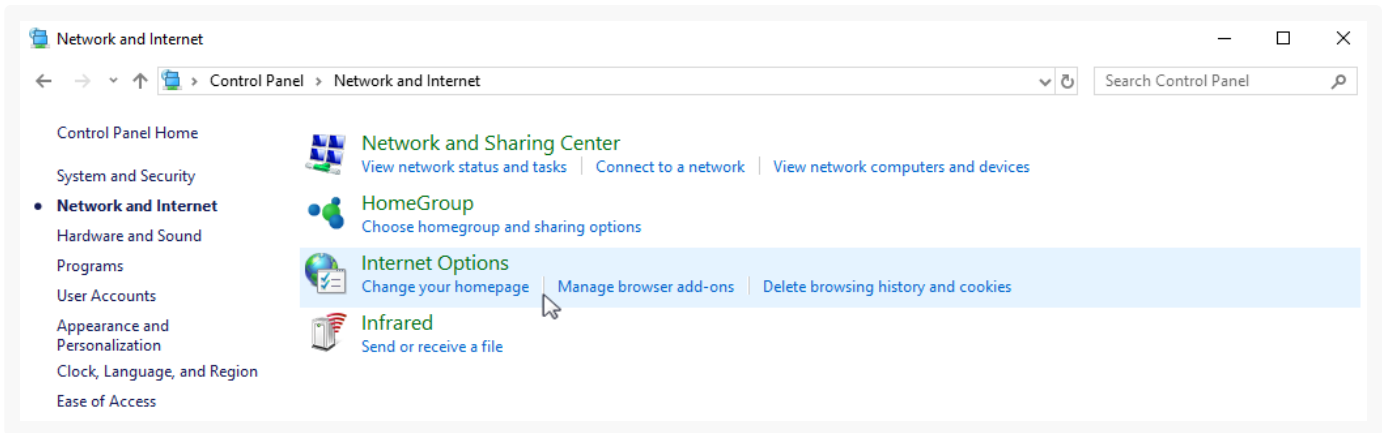 Network and Internet
Control Panel > Network and Internet
Search Control Panel
Control Panel Home
System and Security
Network and Internet
Hardware and Sound
Programs
User Accounts
Appearance and
Personalization
Clock, Language, and Region
Ease of Access
Network and Sharing Center
View network status and tasks | Connect to a network | View network computers and devices
HomeGroup
Choose homegroup and sharing options
Internet Options
Change your homepage | Manage browser add-ons | Delete browsing history and cookies
Infrared
Send or receive a file